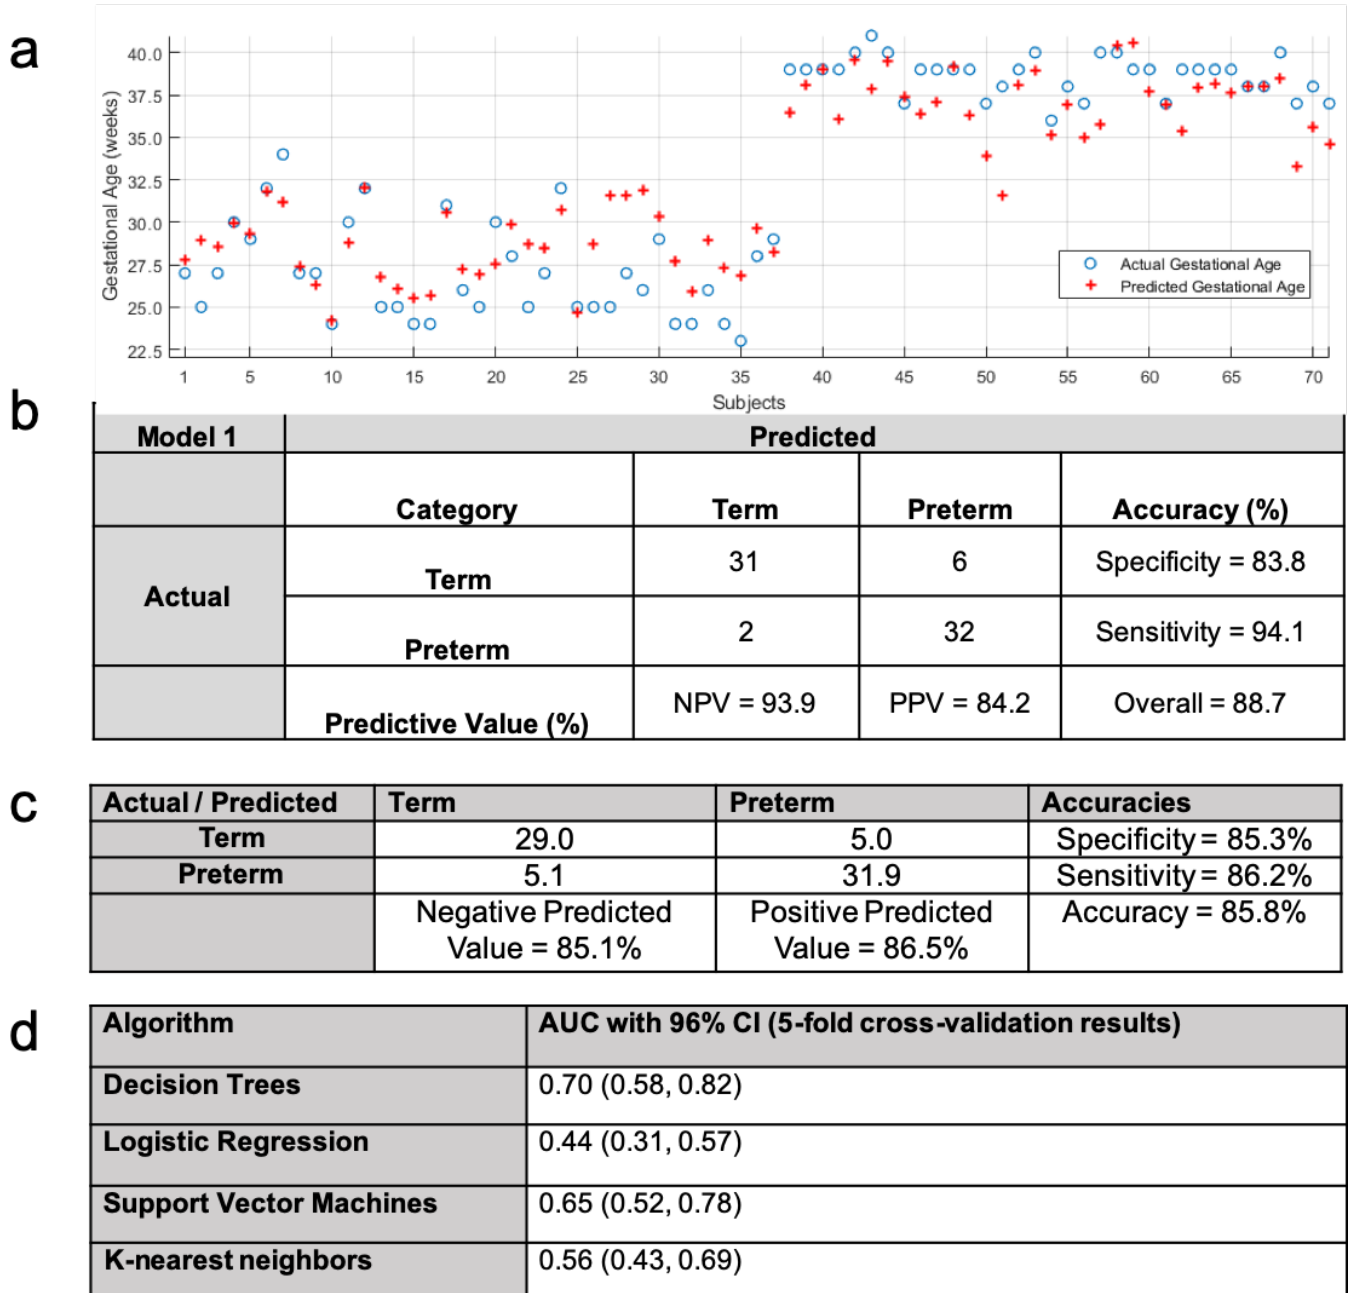 a
Gestational Age (weeks)
40.0
37.5
35.0
32.5
30.0
27.5
25.0
22.5
Actual Gestational Age
Predicted Gestational Age
1 5 10 15 20 25 30 35 40 45 50 55 60 65 70
Subjects
b
Model 1 Predicted
Category Term Preterm Accuracy (%)
Actual
Term 31 6 Specificity = 83.8
Preterm 2 32 Sensitivity = 94.1
Predictive Value (%) NPV = 93.9 PPV = 84.2 Overall = 88.7
c
Actual / Predicted Term Preterm Accuracies
Term 29.0 5.0 Specificity = 85.3%
Preterm 5.1 31.9 Sensitivity = 86.2%
Negative Predicted Positive Predicted Accuracy = 85.8%
Value = 85.1% Value = 86.5%
d
Algorithm AUC with 96% CI (5-fold cross-validation results)
Decision Trees 0.70 (0.58, 0.82)
Logistic Regression 0.44 (0.31, 0.57)
Support Vector Machines 0.65 (0.52, 0.78)
K-nearest neighbors 0.56 (0.43, 0.69)